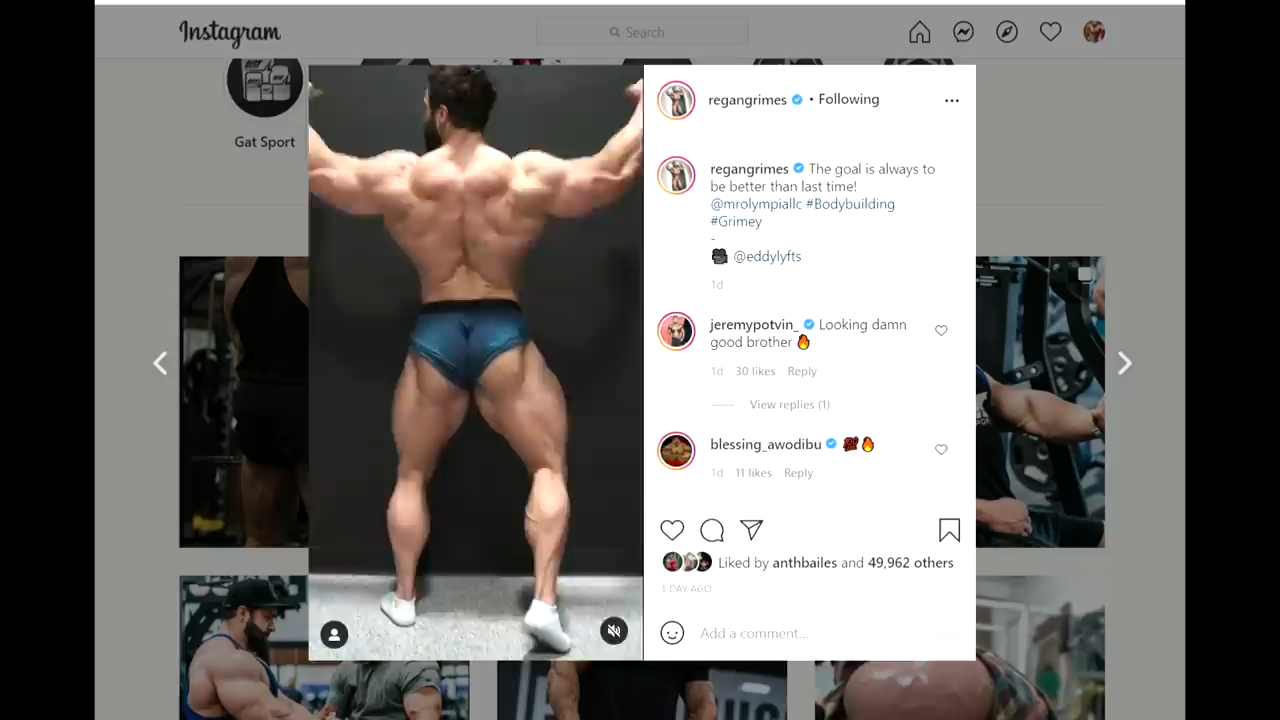 Instagram
Search
Gat Sport
regangrimes • Following
regangrimes The goal is always to
be better than last time!
@mrolympiallc #Bodybuilding
#Grimey
-
@eddylyfts
1d
jeremypotvin_ Looking damn
good brother 🔥
1d 30 likes Reply
View replies (1)
blessing_awodibu 💯🔥
1d 11 likes Reply
Liked by anthbailes and 49,962 others
1 DAY AGO
Add a comment...